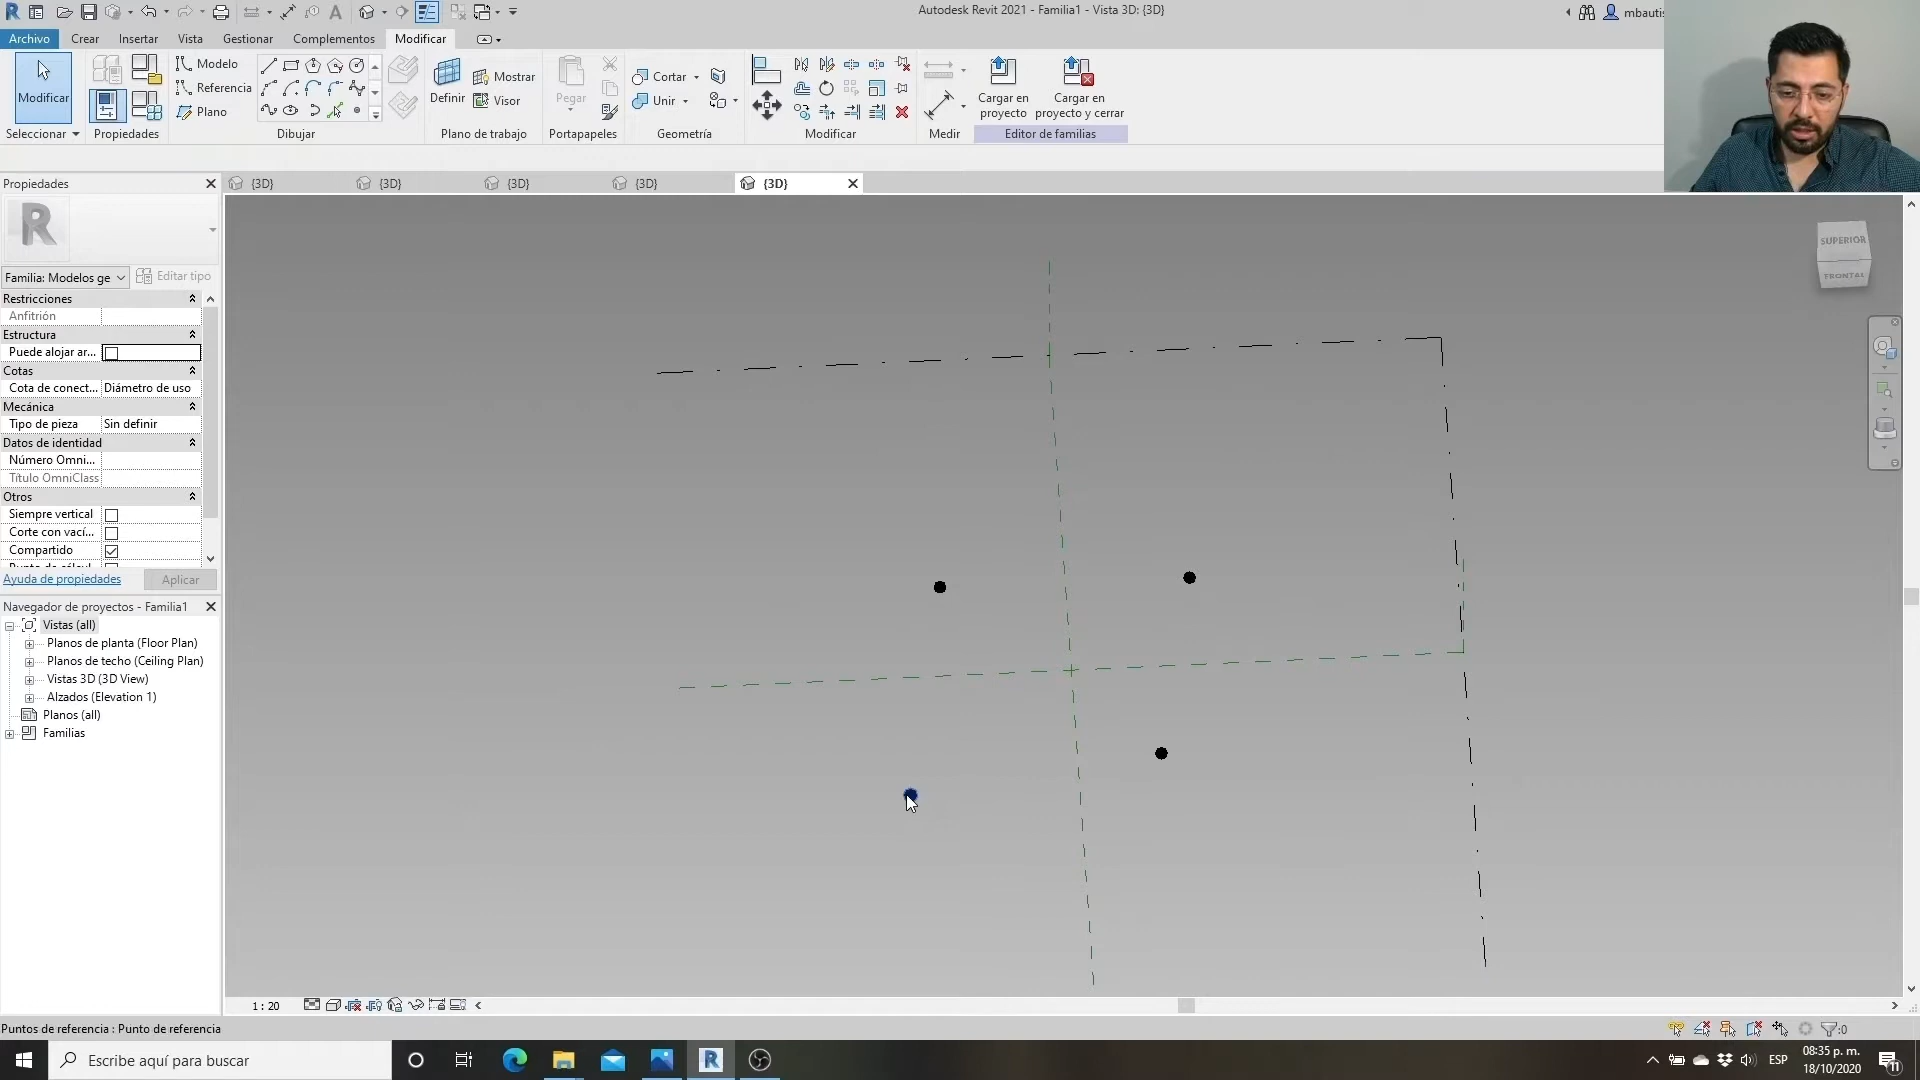 Autodesk Revit 2021 - Familia1 - Vista 3D: {3D}
mbautis
Archivo Crear Insertar Vista Gestionar Complementos Modificar
Modificar
Seleccionar
Propiedades
Modelo
Referencia
Plano
Dibujar
Definir
Mostrar
Visor
Plano de trabajo
Pegar
Portapapeles
Cortar
Unir
Geometría
Modificar
Medir
Cargar en
proyecto
Cargar en
proyecto y cerrar
Editor de familias
Propiedades
{3D} {3D} {3D} {3D} {3D}
R
Familia: Modelos ge
Editar tipo
Restricciones
Anfitrión
Estructura
Puede alojar ar...
Cotas
Cota de conect... Diámetro de uso
Mecánica
Tipo de pieza Sin definir
Datos de identidad
Número Omni...
Título OmniClass
Otros
Siempre vertical
Corte con vací...
Compartido
Ayuda de propiedades
Aplicar
Navegador de proyectos - Familia1
Vistas (all)
Planos de planta (Floor Plan)
Planos de techo (Ceiling Plan)
Vistas 3D (3D View)
Alzados (Elevation 1)
Planos (all)
Familias
SUPERIOR
FRONTAL
1 : 20
Puntos de referencia : Punto de referencia
:0
Escribe aquí para buscar
ESP
08:35 p. m.
18/10/2020
11